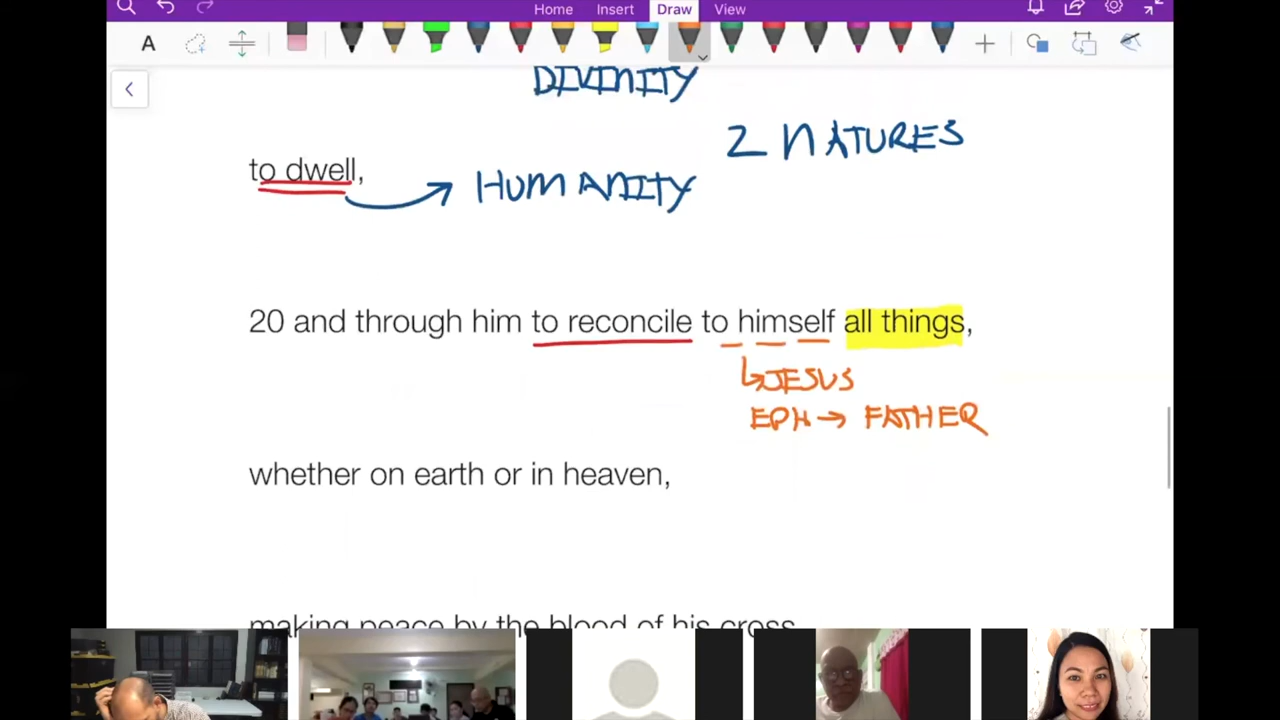 Home Insert Draw View
A
DIVINITY
2 NATURES
to dwell,
HUMANITY
20 and through him to reconcile to himself all things,
JESUS
EPH → FATHER
whether on earth or in heaven,
making peace by the blood of his cross